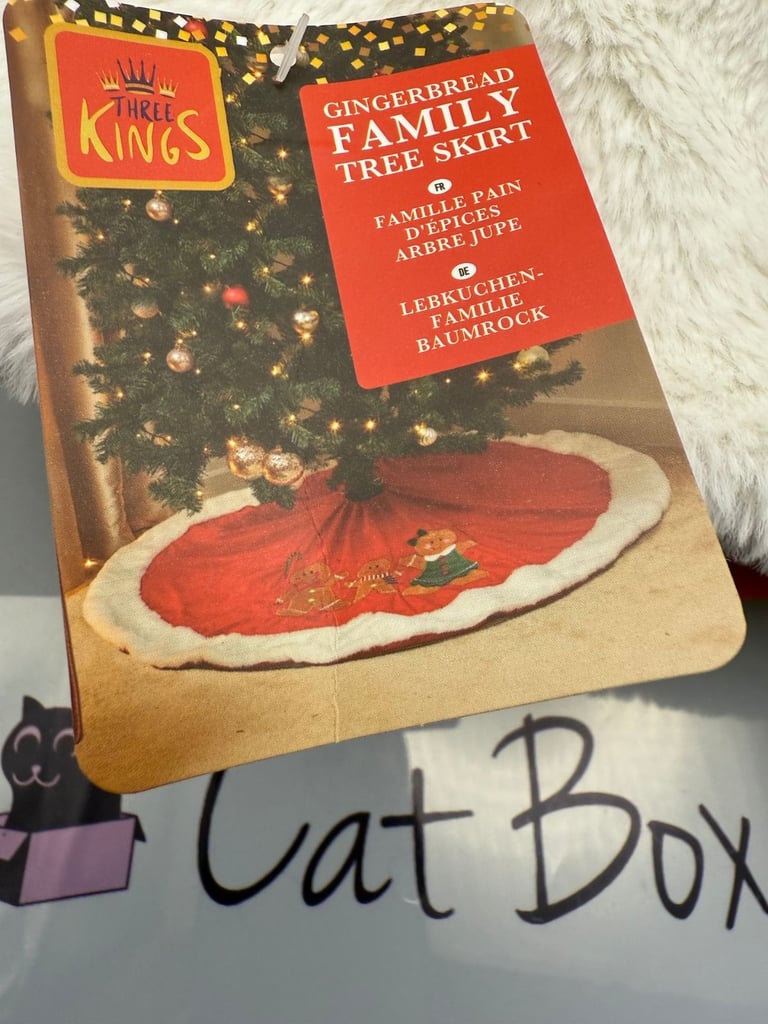 THREE
KINGS
GINGERBREAD
FAMILY
TREE SKIRT
FR
FAMILLE PAIN
D'ÉPICES
ARBRE JUPE
DE
LEBKUCHEN-
FAMILIE
BAUMROCK
Cat Box